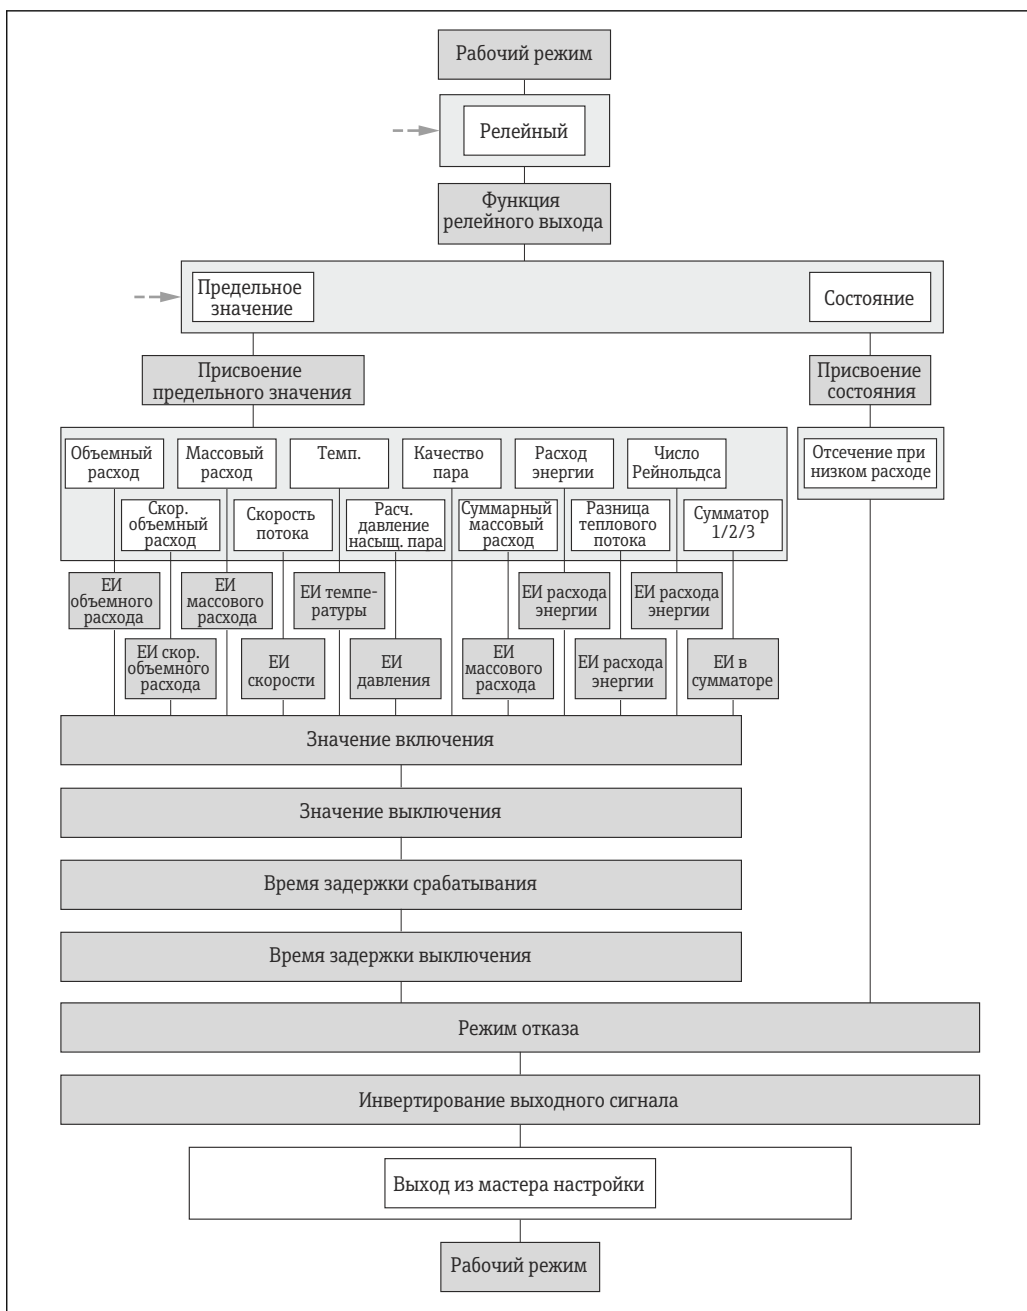 Рабочий режим
Релейный
Функция
релейного выхода
Предельное
значение
Состояние
Присвоение
предельного значения
Присвоение
состояния
Объемный
расход
Массовый
расход
Темп.
Качество
пара
Расход
энергии
Число
Рейнольдса
Отсечение при
низком расходе
Скор.
объемный
расход
Скорость
потока
Расч.
давление
насыщ. пара
Суммарный
массовый
расход
Разница
теплового
потока
Сумматор
1/2/3
ЕИ
объемного
расхода
ЕИ
массового
расхода
ЕИ темпе-
ратуры
ЕИ расхода
энергии
ЕИ расхода
энергии
ЕИ скор.
объемного
расхода
ЕИ
скорости
ЕИ
давления
ЕИ
массового
расхода
ЕИ расхода
энергии
ЕИ в
сумматоре
Значение включения
Значение выключения
Время задержки срабатывания
Время задержки выключения
Режим отказа
Инвертирование выходного сигнала
Выход из мастера настройки
Рабочий режим